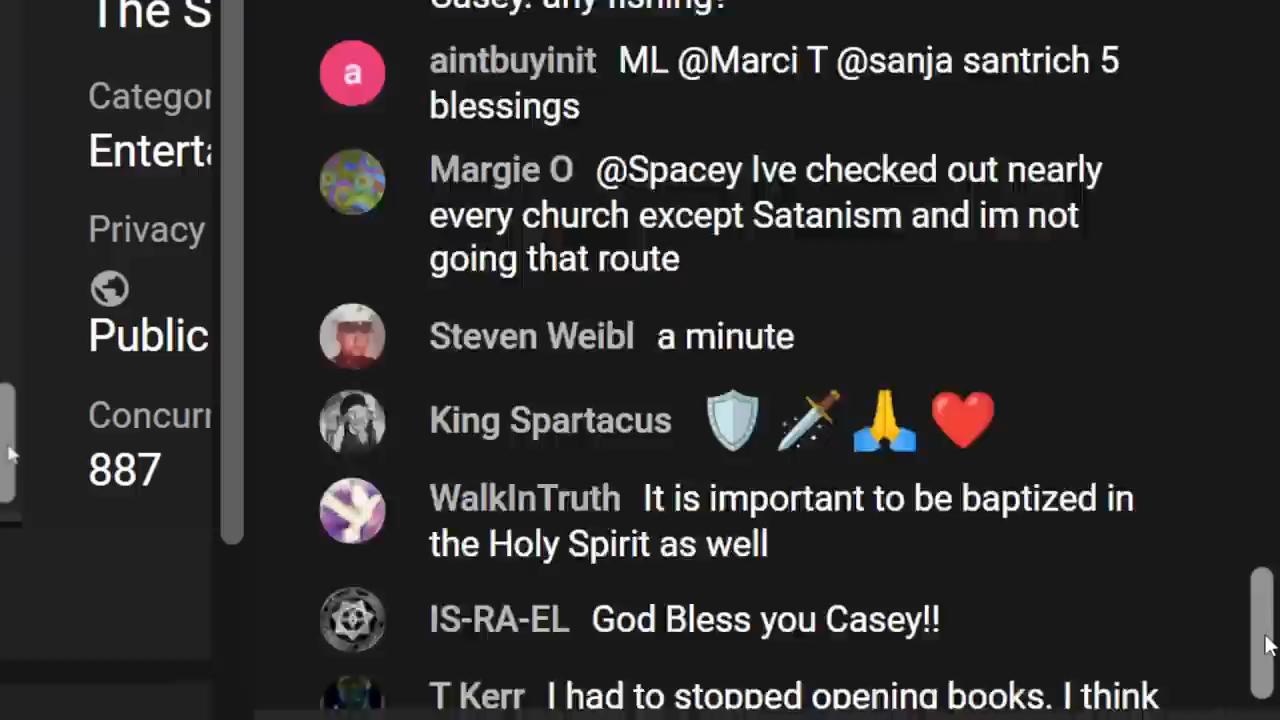 The S
Categor
Enterta
Privacy
Public
Concurr
887
Casey. any fishing?
a
aintbuyinit ML @Marci T @sanja santrich 5
blessings
Margie O @Spacey Ive checked out nearly
every church except Satanism and im not
going that route
Steven Weibl a minute
King Spartacus 🛡️ 🗡️ 🙏 ❤️
WalkInTruth It is important to be baptized in
the Holy Spirit as well
IS-RA-EL God Bless you Casey!!
T Kerr I had to stopped opening books. I think